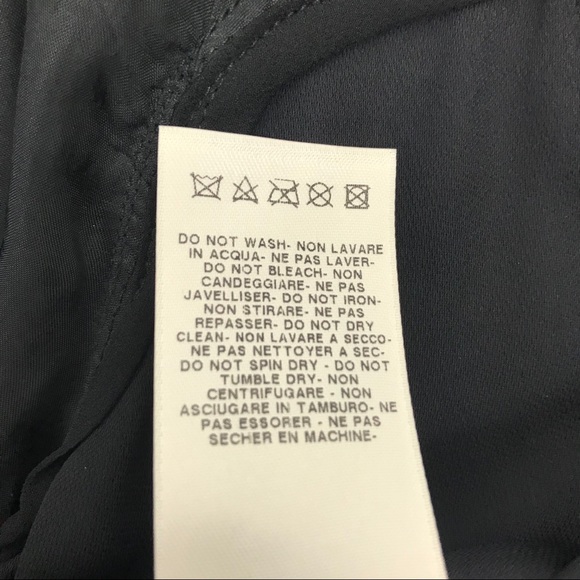 DO NOT WASH- NON LAVARE
IN ACQUA- NE PAS LAVER-
DO NOT BLEACH- NON
CANDEGGIARE- NE PAS
JAVELLISER- DO NOT IRON-
NON STIRARE- NE PAS
REPASSER- DO NOT DRY
CLEAN- NON LAVARE A SECCO-
NE PAS NETTOYER A SEC-
DO NOT SPIN DRY - DO NOT
TUMBLE DRY- NON
CENTRIFUGARE - NON
ASCIUGARE IN TAMBURO- NE
PAS ESSORER - NE PAS
SECHER EN MACHINE-